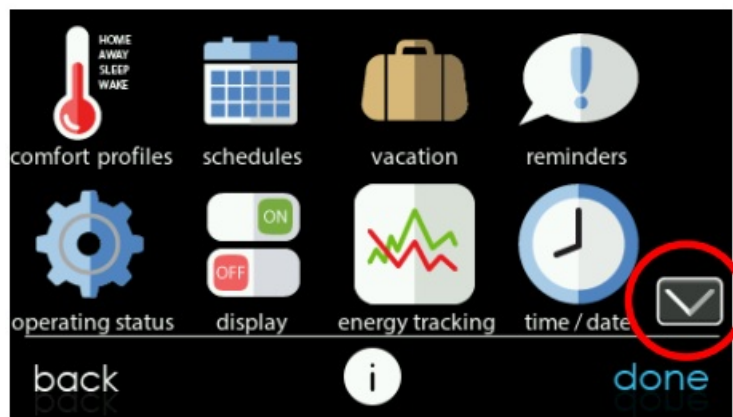 HOME
AWAY
SLEEP
WAKE
comfort profiles schedules vacation reminders
ON
OFF
operating status display energy tracking time / date
back i done